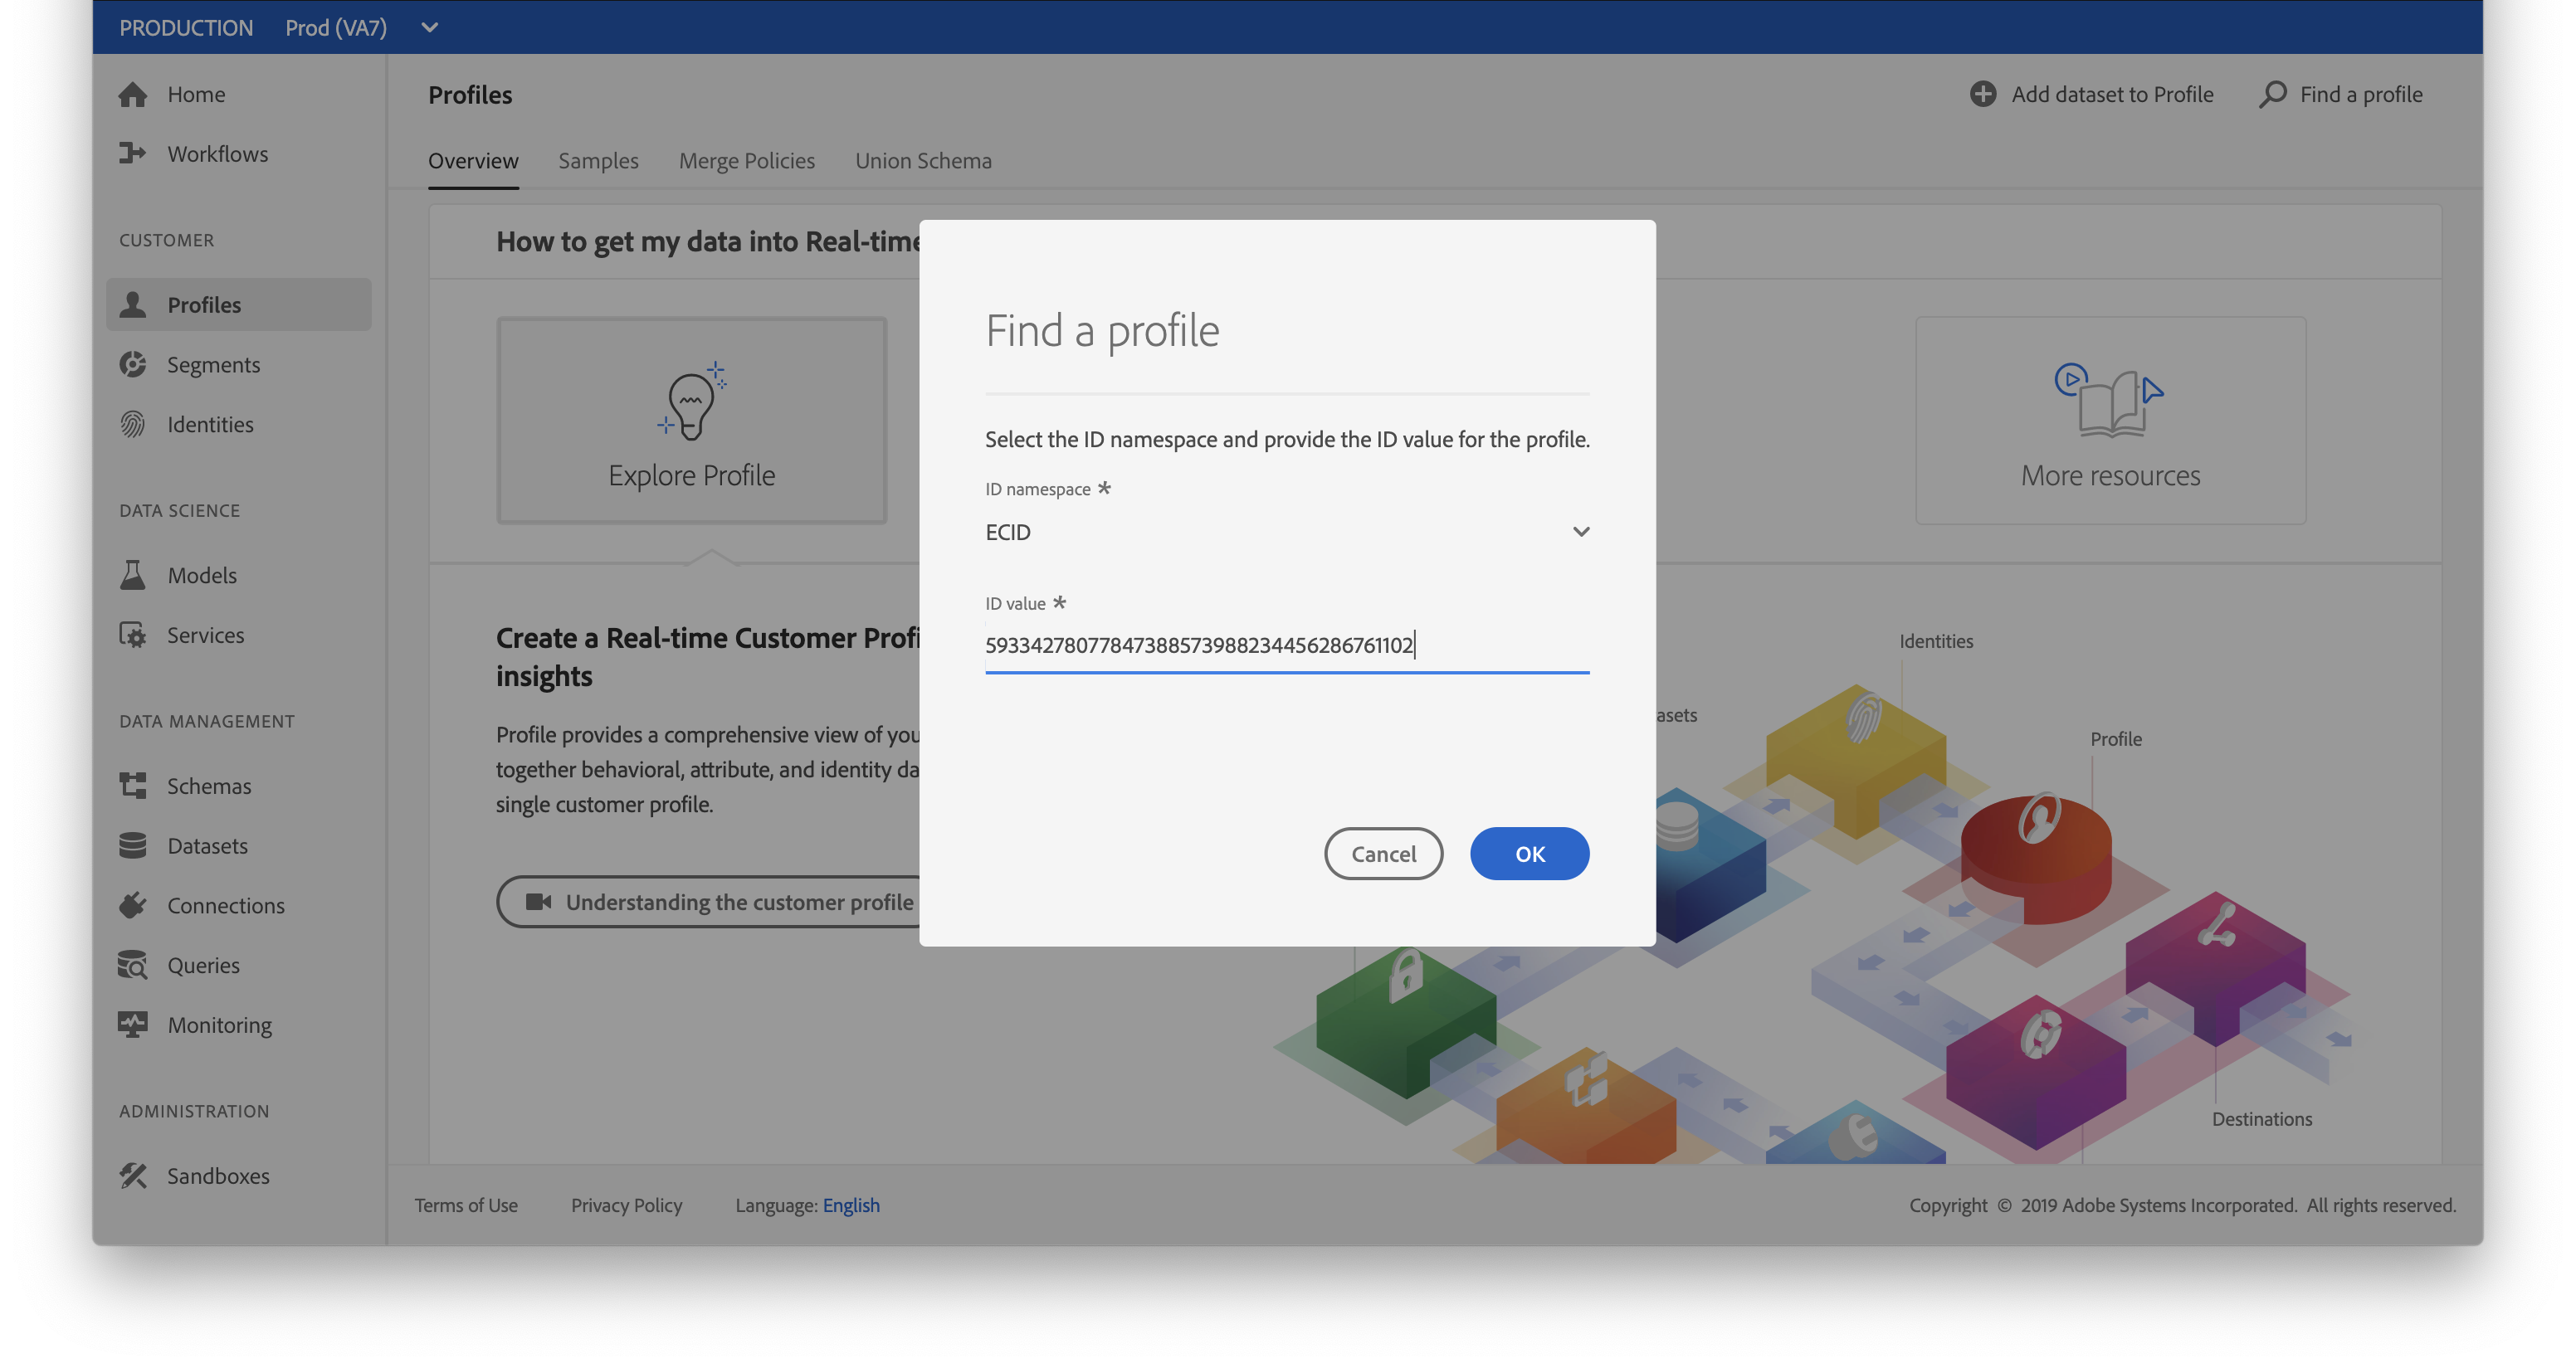 PRODUCTION Prod (VA7)
Home
Workflows
CUSTOMER
Profiles
Segments
Identities
DATA SCIENCE
Models
Services
DATA MANAGEMENT
Schemas
Datasets
Connections
Queries
Monitoring
ADMINISTRATION
Sandboxes
Profiles
Add dataset to Profile
Find a profile
Overview Samples Merge Policies Union Schema
How to get my data into Real-time
Explore Profile
More resources
Create a Real-time Customer Profi
insights
Profile provides a comprehensive view of you
together behavioral, attribute, and identity da
single customer profile.
Understanding the customer profile
Find a profile
Select the ID namespace and provide the ID value for the profile.
ID namespace *
ECID
ID value *
59334278077847388573988234456286761102
Cancel OK
Identities
asets
Profile
Destinations
Terms of Use Privacy Policy Language: English
Copyright © 2019 Adobe Systems Incorporated. All rights reserved.